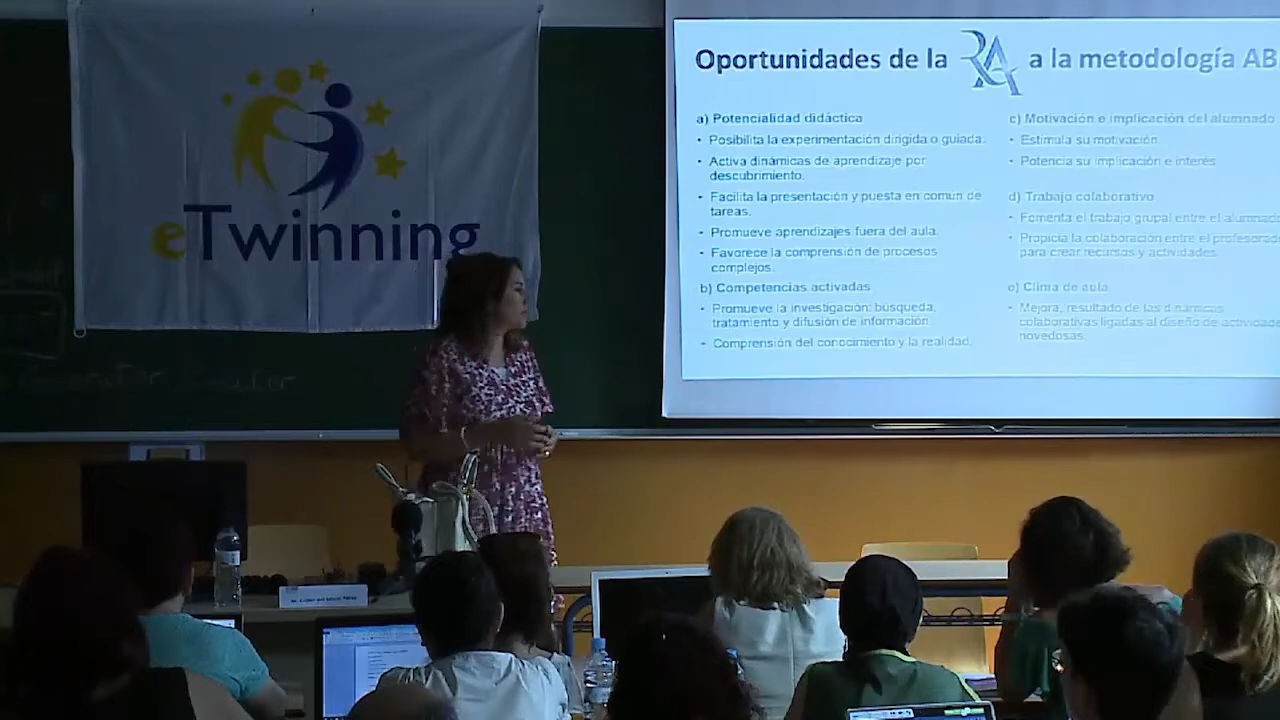 eTwinning
Oportunidades de la RA a la metodología AB
a) Potencialidad didáctica
• Posibilita la experimentación dirigida o guiada.
• Activa dinámicas de aprendizaje por
descubrimiento.
• Facilita la presentación y puesta en comun de
tareas.
• Promueve aprendizajes fuera del aula.
• Favorece la comprensión de procesos
complejos.
b) Competencias activadas
• Promueve la investigación: búsqueda,
tratamiento y difusión de información
• Comprensión del conocimiento y la realidad.
c) Motivación e implicación del alumnado
• Estimula su motivación
• Potencia su implicación e interés
d) Trabajo colaborativo
• Fomenta el trabajo grupal entre el alumnado
• Propicia la colaboración entre el profesorado
para crear recursos y actividades.
e) Clima de aula
• Mejora, resultado de las dinámicas
colaborativas ligadas al diseño de actividades
novedosas.